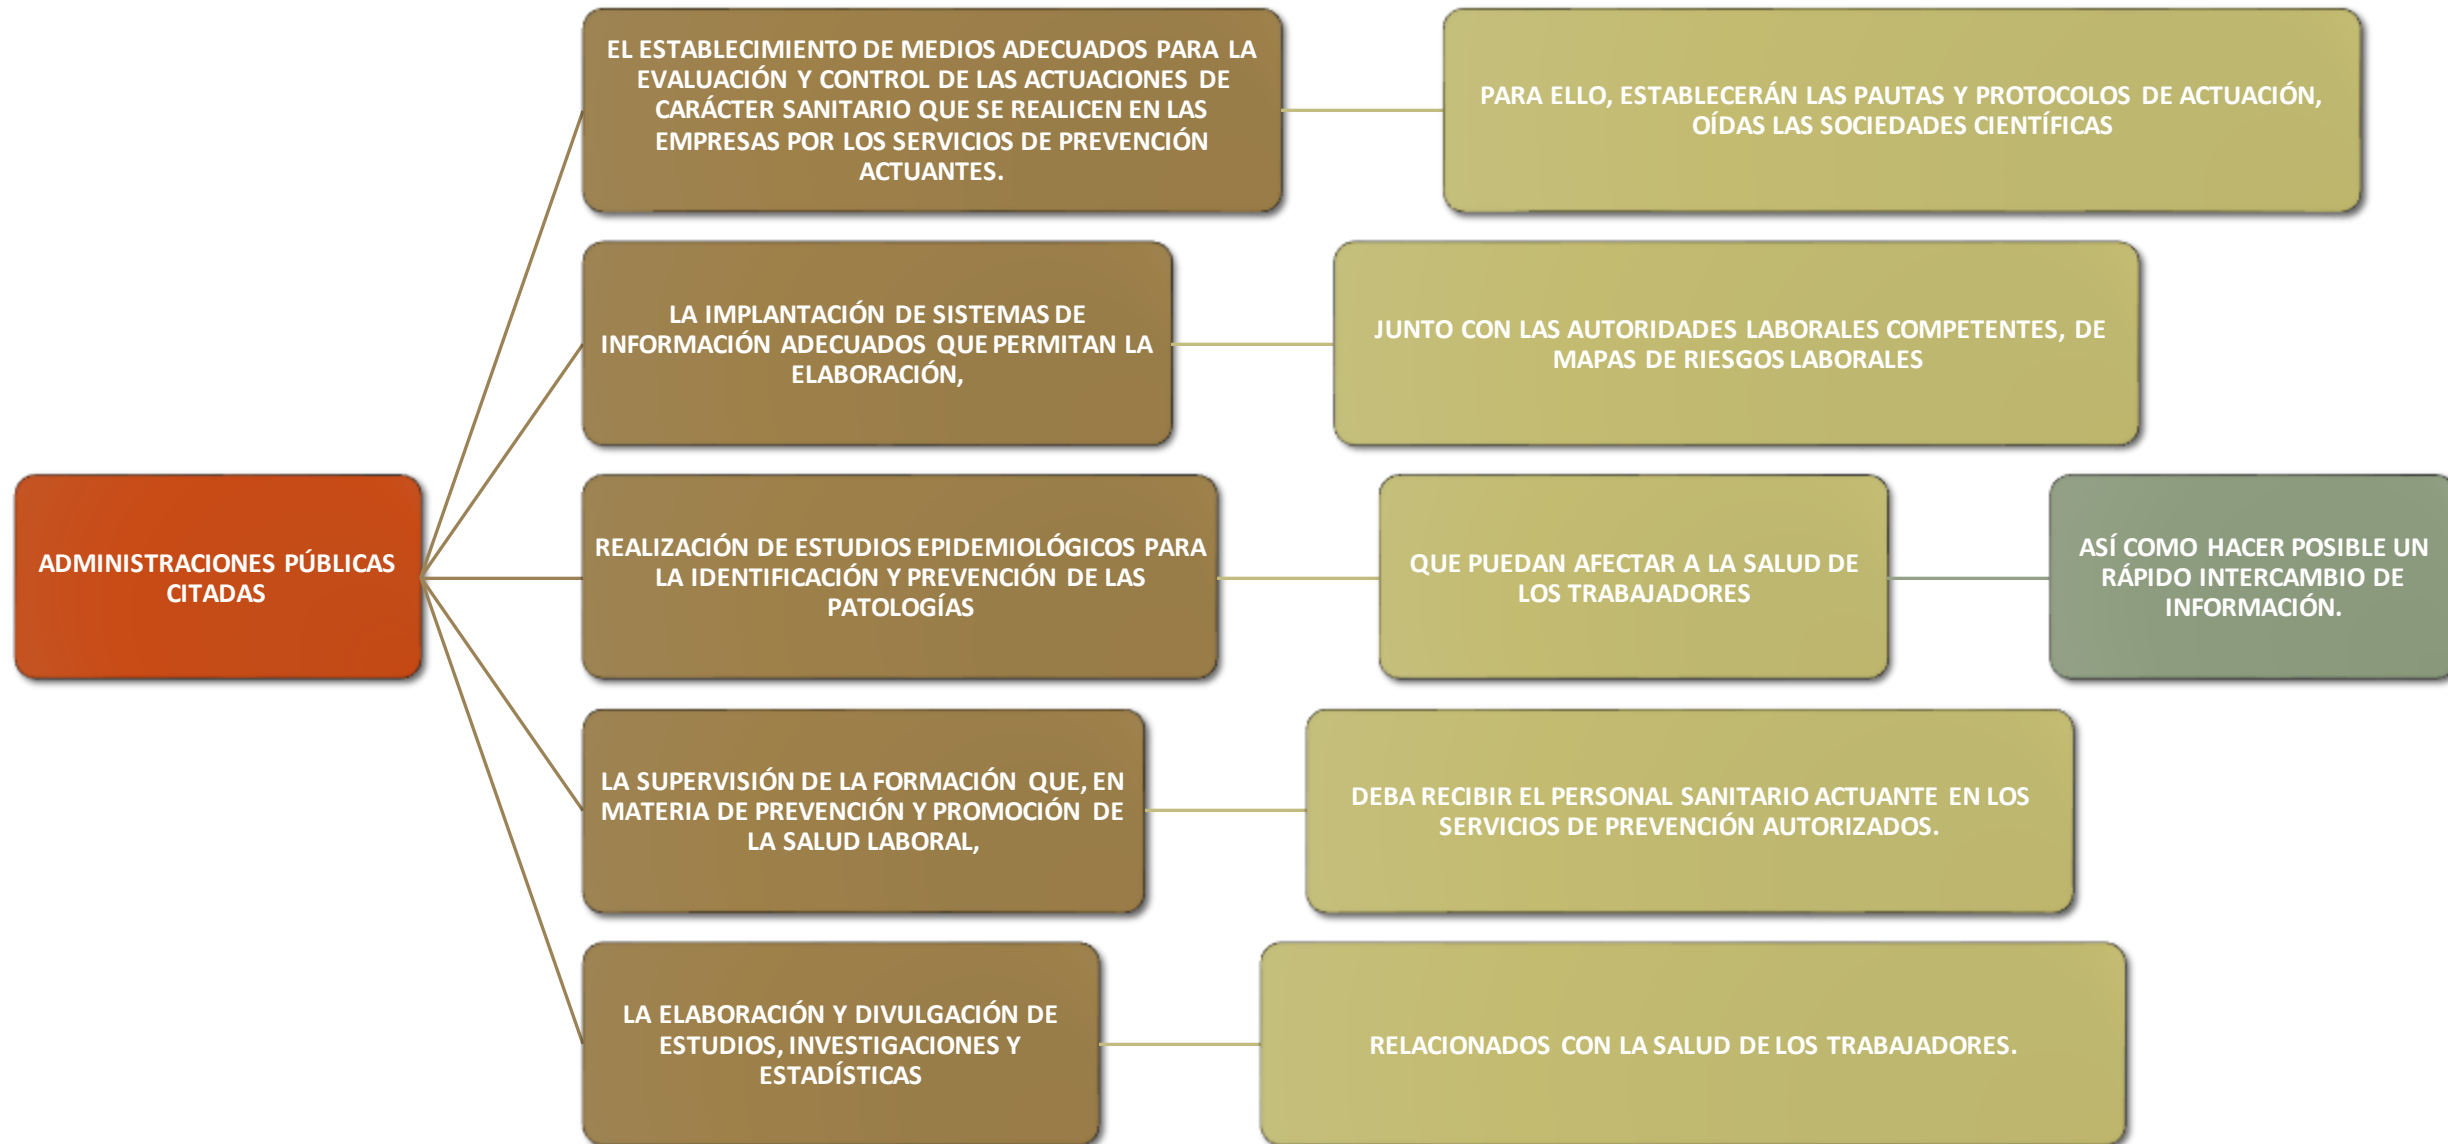 EL ESTABLECIMIENTO DE MEDIOS ADECUADOS PARA LA
EVALUACIÓN Y CONTROL DE LAS ACTUACIONES DE
CARÁCTER SANITARIO QUE SE REALICEN EN LAS
EMPRESAS POR LOS SERVICIOS DE PREVENCIÓN
ACTUANTES.
PARA ELLO, ESTABLECERÁN LAS PAUTAS Y PROTOCOLOS DE ACTUACIÓN,
OÍDAS LAS SOCIEDADES CIENTÍFICAS
LA IMPLANTACIÓN DE SISTEMAS DE
INFORMACIÓN ADECUADOS QUE PERMITAN LA
ELABORACIÓN,
JUNTO CON LAS AUTORIDADES LABORALES COMPETENTES, DE
MAPAS DE RIESGOS LABORALES
ADMINISTRACIONES PÚBLICAS
CITADAS
REALIZACIÓN DE ESTUDIOS EPIDEMIOLÓGICOS PARA
LA IDENTIFICACIÓN Y PREVENCIÓN DE LAS
PATOLOGÍAS
QUE PUEDAN AFECTAR A LA SALUD DE
LOS TRABAJADORES
ASÍ COMO HACER POSIBLE UN
RÁPIDO INTERCAMBIO DE
INFORMACIÓN.
LA SUPERVISIÓN DE LA FORMACIÓN QUE, EN
MATERIA DE PREVENCIÓN Y PROMOCIÓN DE
LA SALUD LABORAL,
DEBA RECIBIR EL PERSONAL SANITARIO ACTUANTE EN LOS
SERVICIOS DE PREVENCIÓN AUTORIZADOS.
LA ELABORACIÓN Y DIVULGACIÓN DE
ESTUDIOS, INVESTIGACIONES Y
ESTADÍSTICAS
RELACIONADOS CON LA SALUD DE LOS TRABAJADORES.